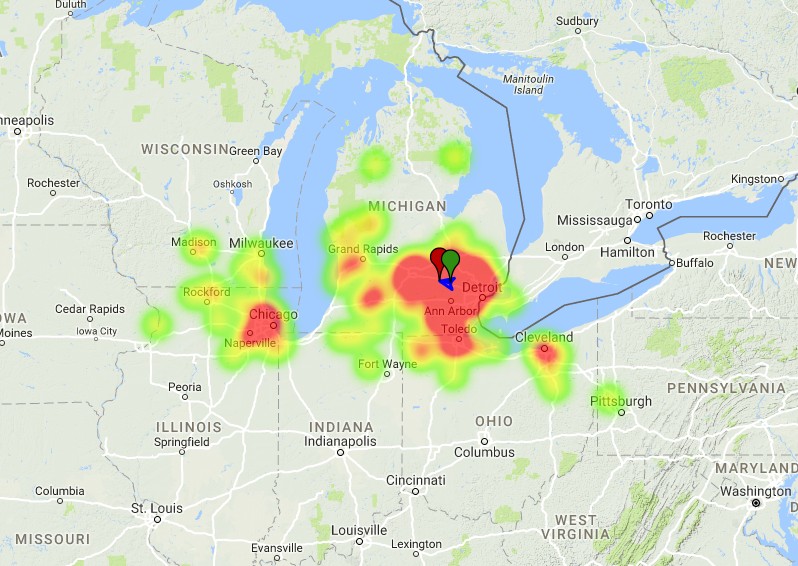 Duluth
Sudbury
Manitoulin
Island
nneapolis
WISCONSIN
Green Bay
Rochester
Oshkosh
Kingston
MICHIGAN
Toronto
Mississauga
Madison
Milwaukee
Grand Rapids
London
Hamilton
Rochester
Buffalo
NEW
Rockford
Detroit
Cedar Rapids
Chicago
Ann Arbor
OWA
Iowa City
Toledo
Moines
Naperville
Cleveland
Fort Wayne
Peoria
PENNSYLVANIA
Pittsburgh
ILLINOIS
INDIANA
OHIO
Springfield
Indianapolis
Columbus
MARYLAND
Cincinnati
Columbia
Washington
St. Louis
D
WEST
VIRGINIA
Louisville
MISSOURI
Evansville
Lexington